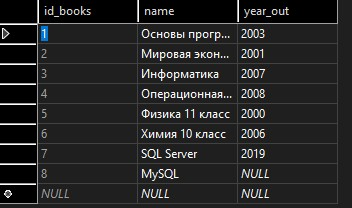 id_books name year_out
1 Основы прогр... 2003
2 Мировая экон... 2001
3 Информатика 2007
4 Операционная... 2008
5 Физика 11 класс 2000
6 Химия 10 класс 2006
7 SQL Server 2019
8 MySQL NULL
NULL NULL NULL